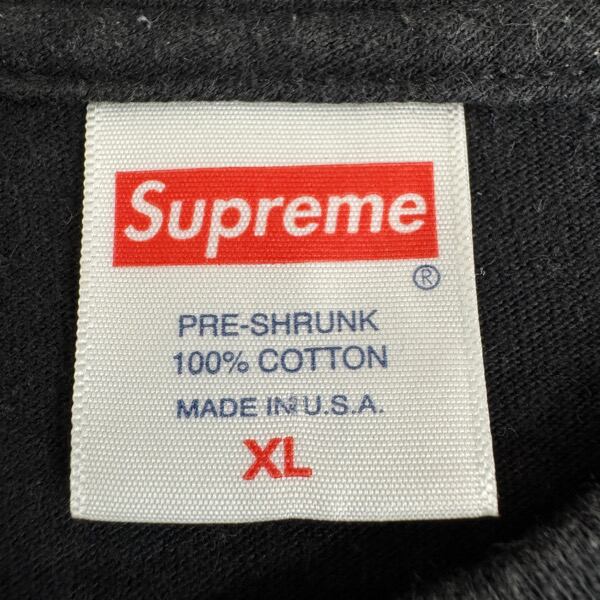 Supreme
®
PRE-SHRUNK
100% COTTON
MADE IN U.S.A.
XL